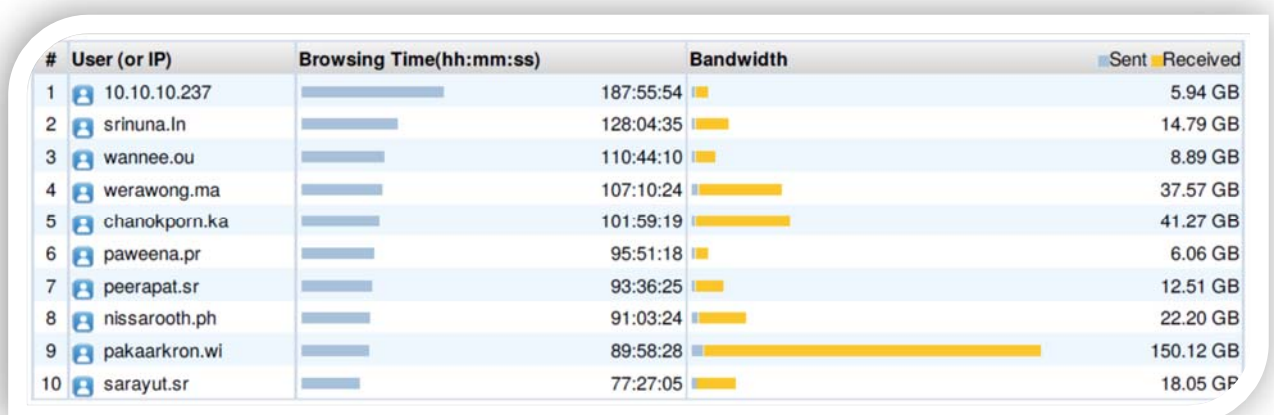 # User (or IP) Browsing Time(hh:mm:ss) Bandwidth Sent Received
1 10.10.10.237 187:55:54 5.94 GB
2 srinuna.ln 128:04:35 14.79 GB
3 wannee.ou 110:44:10 8.89 GB
4 werawong.ma 107:10:24 37.57 GB
5 chanokporn.ka 101:59:19 41.27 GB
6 paweena.pr 95:51:18 6.06 GB
7 peerapat.sr 93:36:25 12.51 GB
8 nissarooth.ph 91:03:24 22.20 GB
9 pakaarkron.wi 89:58:28 150.12 GB
10 sarayut.sr 77:27:05 18.05 GB